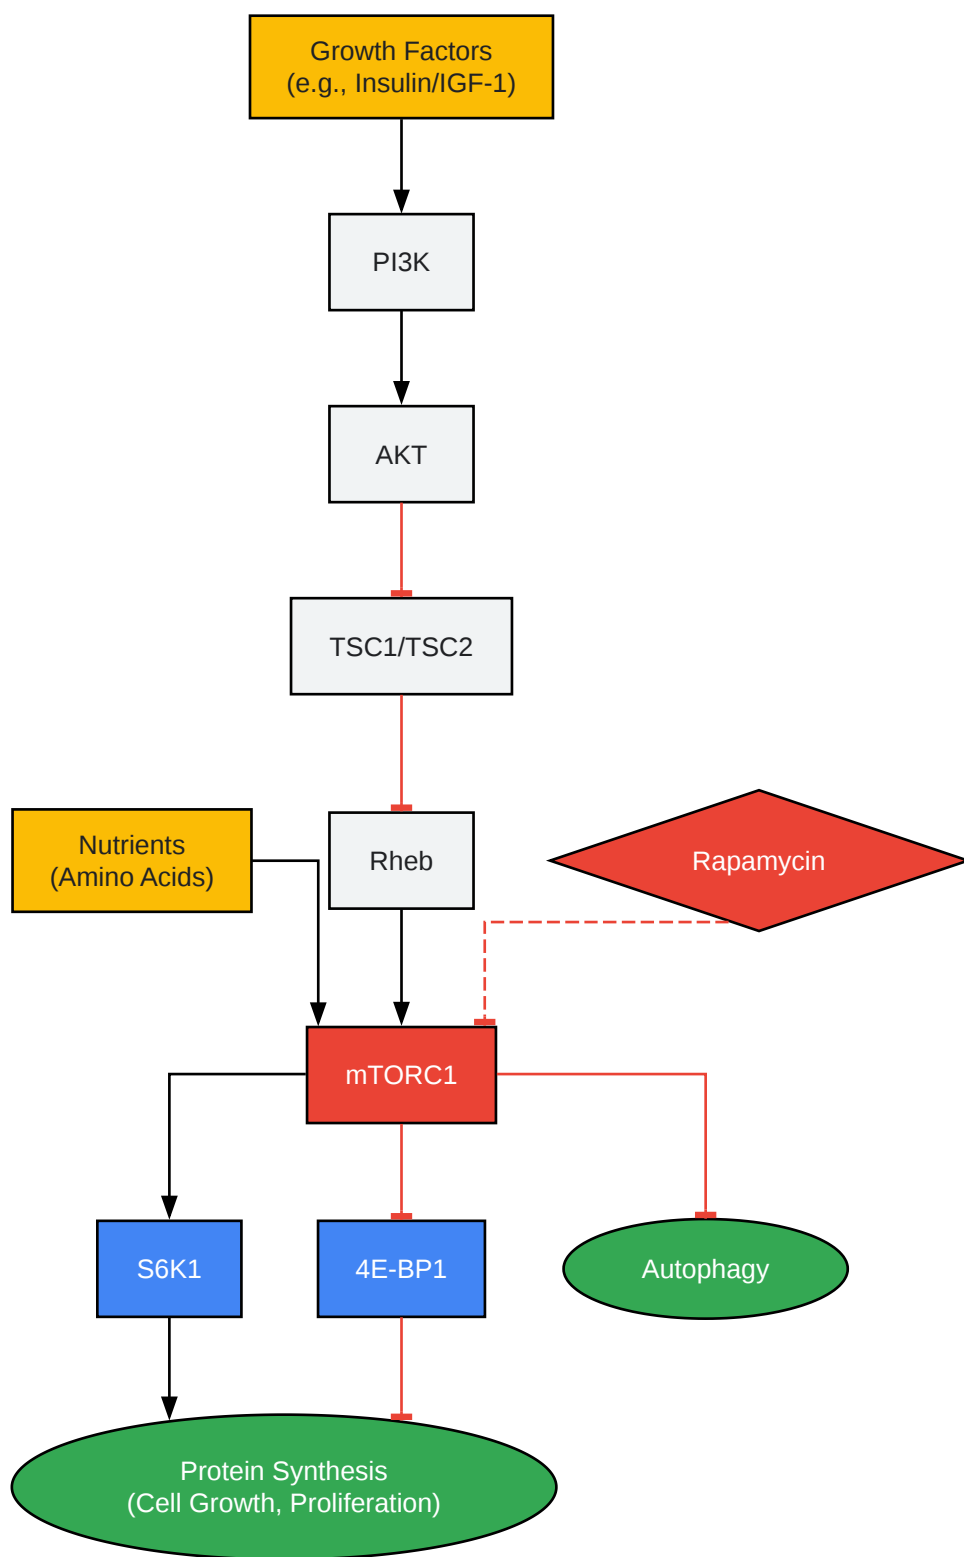 Growth Factors
(e.g., Insulin/IGF-1)
PI3K
AKT
TSC1/TSC2
Nutrients
(Amino Acids)
Rheb
Rapamycin
mTORC1
S6K1
4E-BP1
Autophagy
Protein Synthesis
(Cell Growth, Proliferation)